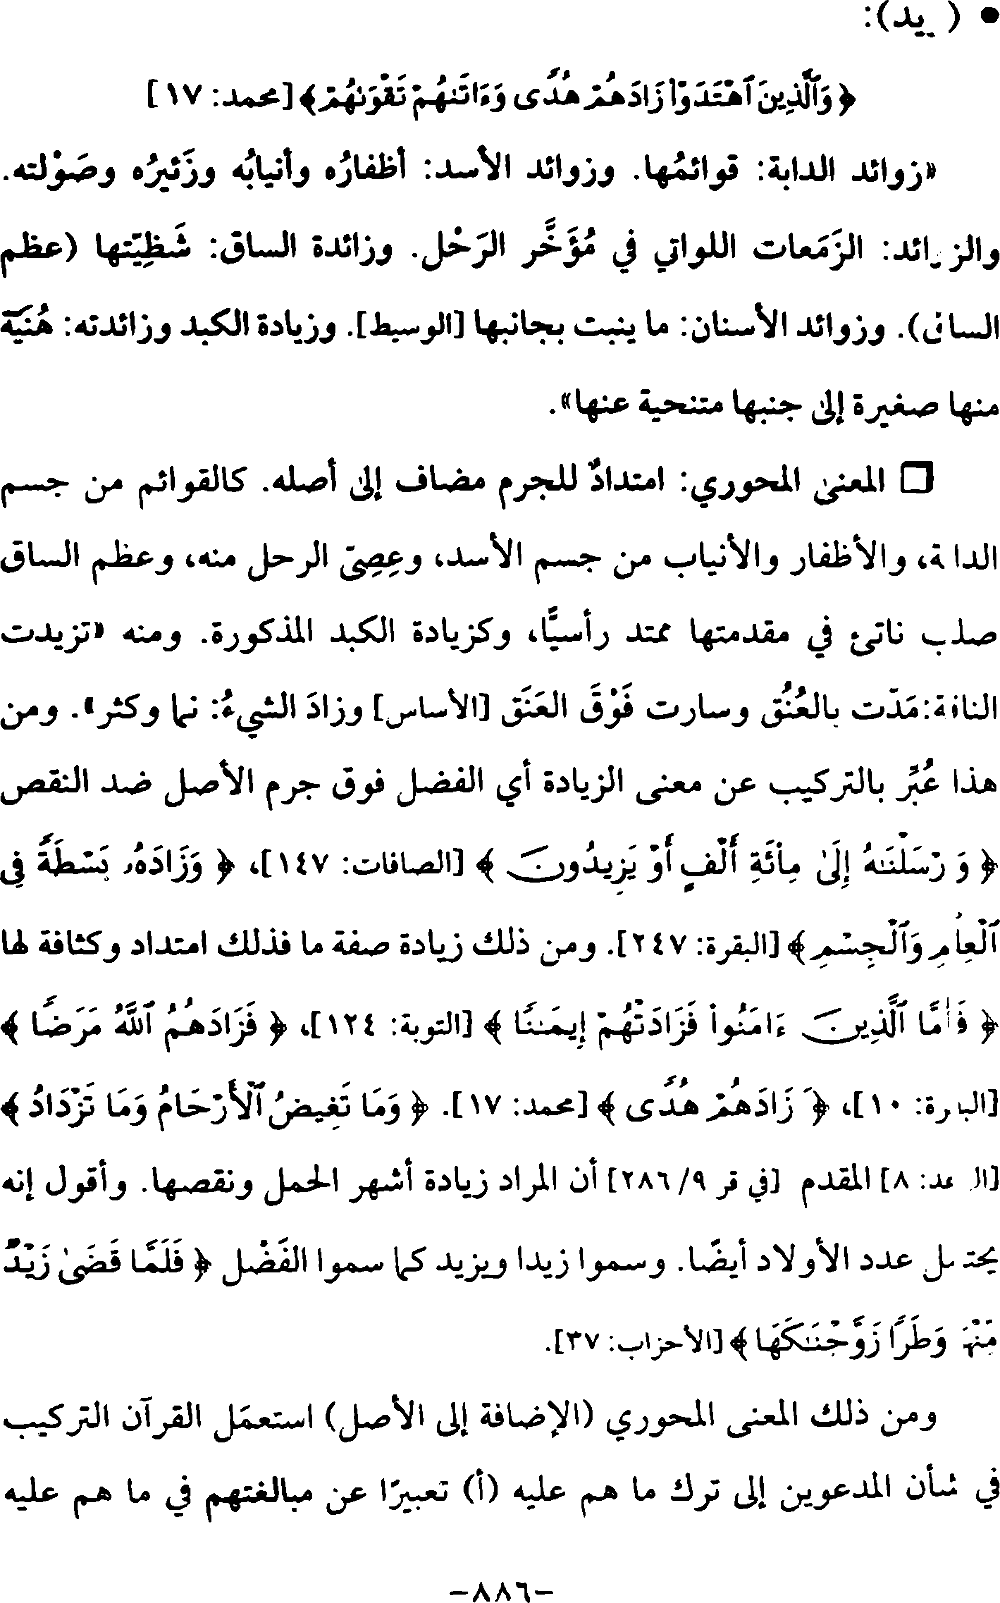 • (زيد):
﴿وَٱلَّذِينَ ٱهْتَدَوْا۟ زَادَهُمْ هُدًى وَءَاتَىٰهُمْ تَقْوَىٰهُمْ﴾ [محمد: ١٧]
«زوائد الدابة: قوائمُها. وزوائد الأسد: أظفارُه وأنيابُه وزَئيرُه وصَوْلته.
والزوائد: الزَمَعات اللواتي في مُؤَخَّر الرَحْل. وزائدة الساق: شَظِيّتها (عظم
الساق). وزوائد الأسنان: ما ينبت بجانبها [الوسيط]. وزيادة الكبد وزائدته: هُنَيّة
منها صغيرة إلى جنبها متنحية عنها».
□ المعنى المحوري: امتدادٌ للجرم مضاف إلى أصله. كالقوائم من جسم
الدابة، والأظفار والأنياب من جسم الأسد، وعِصِيّ الرحل منه، وعظم الساق
صلب ناتئ في مقدمتها ممتد رأسيًّا، وكزيادة الكبد المذكورة. ومنه «تزيدت
الناقة: مَدّت بالعُنُق وسارت فَوْقَ العَنَق [الأساس] وزادَ الشيءُ: نما وكثر». ومن
هذا عُبِّر بالتركيب عن معنى الزيادة أي الفضل فوق جرم الأصل ضد النقص
﴿وَأَرْسَلْنَٰهُ إِلَىٰ مِا۟ئَةِ أَلْفٍ أَوْ يَزِيدُونَ﴾ [الصافات: ١٤٧]، ﴿وَزَادَهُۥ بَسْطَةً فِى
ٱلْعِلْمِ وَٱلْجِسْمِ﴾ [البقرة: ٢٤٧]. ومن ذلك زيادة صفة ما فذلك امتداد وكثافة لها
﴿فَأَمَّا ٱلَّذِينَ ءَامَنُوا۟ فَزَادَتْهُمْ إِيمَٰنًا﴾ [التوبة: ١٢٤]، ﴿فَزَادَهُمُ ٱللَّهُ مَرَضًا﴾
[البقرة: ١٠]، ﴿زَادَهُمْ هُدًى﴾ [محمد: ١٧]. ﴿وَمَا تَغِيضُ ٱلْأَرْحَامُ وَمَا تَزْدَادُ﴾
[الرعد: ٨] المقدم [في قر ٩/ ٢٨٦] أن المراد زيادة أشهر الحمل ونقصها. وأقول إنه
يحتمل عدد الأولاد أيضًا. وسموا زيدا ويزيد كما سموا الفَضْل ﴿فَلَمَّا قَضَىٰ زَيْدٌ
مِّنْهَا وَطَرًا زَوَّجْنَٰكَهَا﴾ [الأحزاب: ٣٧].
ومن ذلك المعنى المحوري (الإضافة إلى الأصل) استعمَل القرآن التركيب
في شأن المدعوين إلى ترك ما هم عليه (أ) تعبيرًا عن مبالغتهم في ما هم عليه
-٨٨٦-